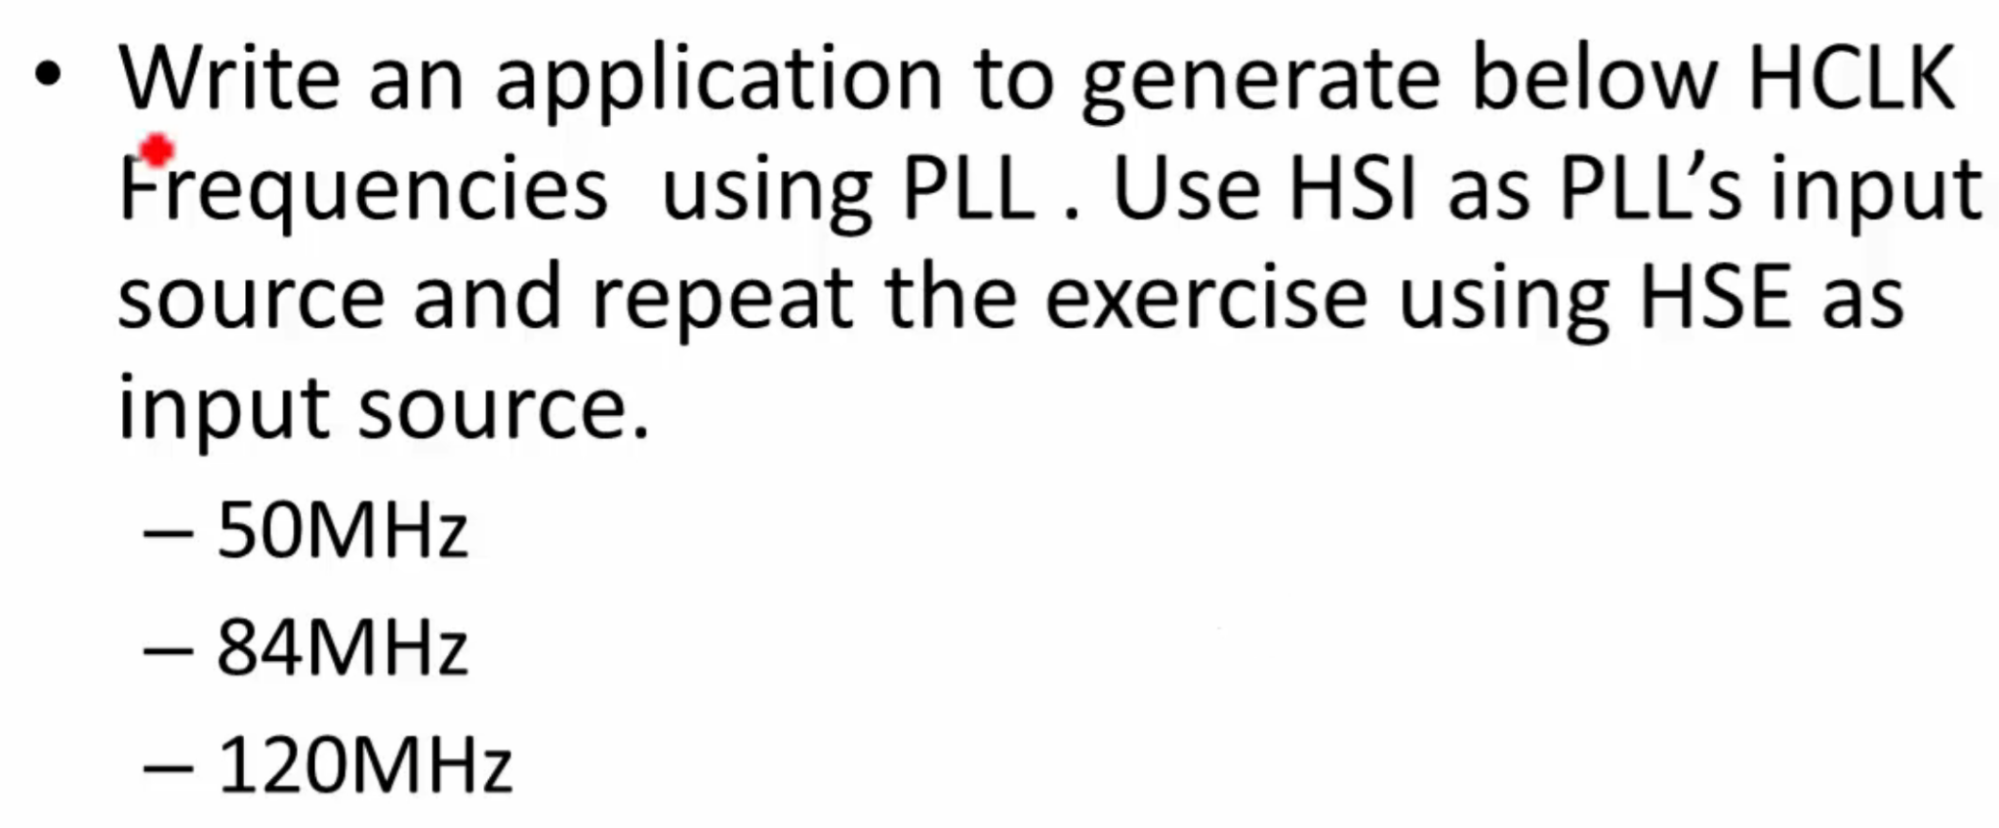 • Write an application to generate below HCLK
Frequencies  using PLL . Use HSI as PLL’s input
source and repeat the exercise using HSE as
input source.
– 50MHz
– 84MHz
– 120MHz